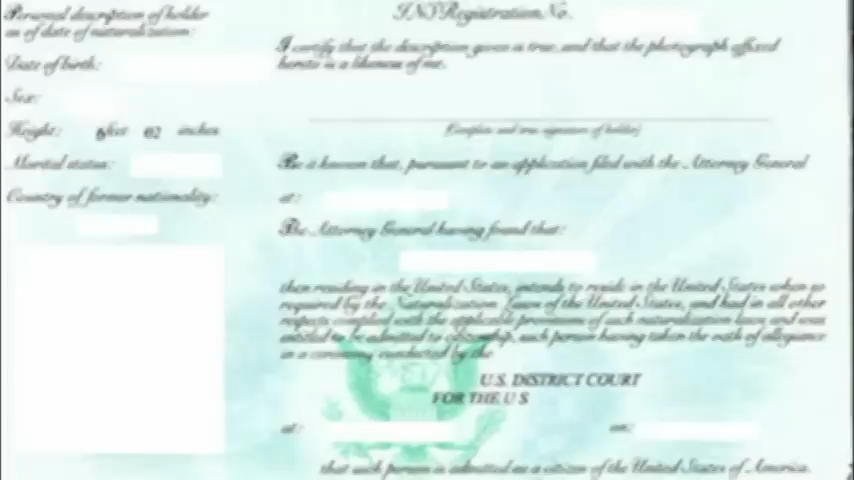 Personal description of holder
as of date of naturalization:
Date of birth:
Sex:
Height: 6 feet 02 inches
Marital status:
Country of former nationality:
INS Registration No.
I certify that the description given is true, and that the photograph affixed
hereto is a likeness of me.
(Complete and true signature of holder)
Be it known that, pursuant to an application filed with the Attorney General
at:
The Attorney General having found that:
then residing in the United States, intends to reside in the United States when so
required by the Naturalization Laws of the United States, and had in all other
respects complied with the applicable provisions of such naturalization laws and was
entitled to be admitted to citizenship, such person having taken the oath of allegiance
in a ceremony conducted by the
U.S. DISTRICT COURT
FOR THE U S
at: on:
that such person is admitted as a citizen of the United States of America.